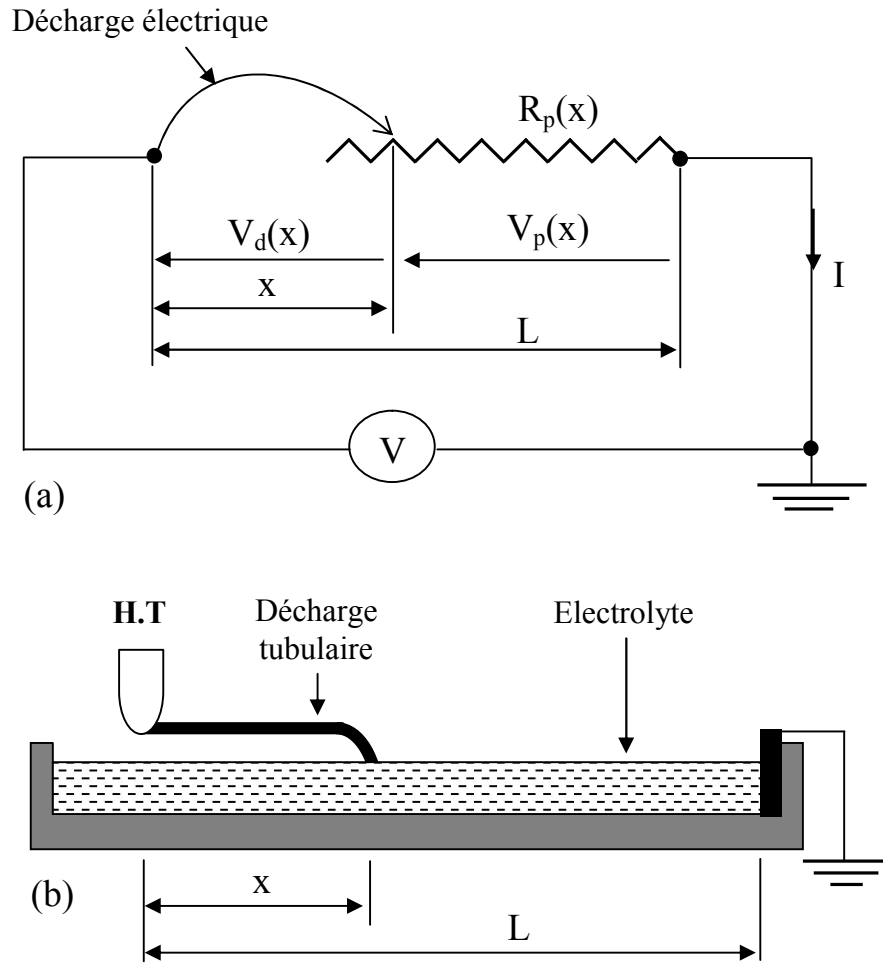 Décharge électrique
R_p(x)
V_d(x)
V_p(x)
x
I
L
V
(a)
H.T
Décharge
tubulaire
Electrolyte
x
(b)
L